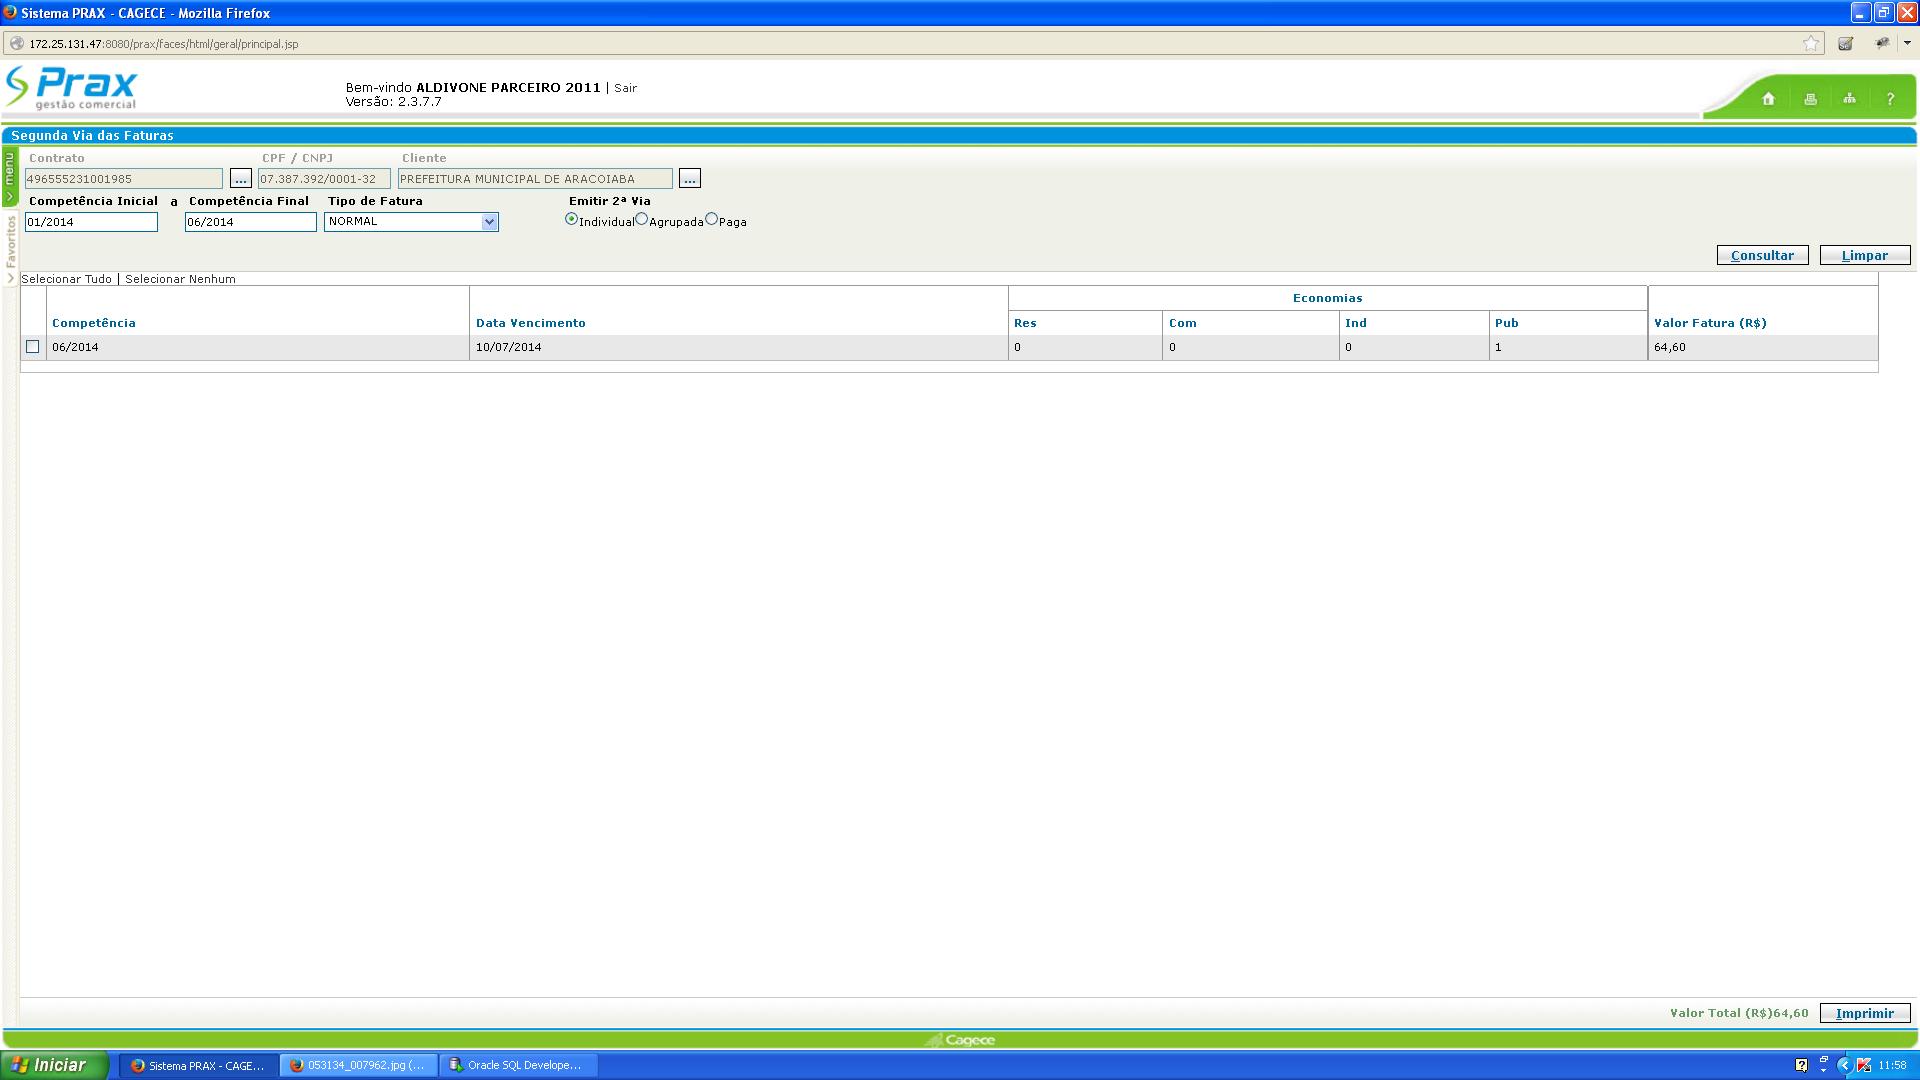 Sistema PRAX - CAGECE - Mozilla Firefox
172.25.131.47:8080/prax/faces/html/geral/principal.jsp
Prax
gestão comercial
Bem-vindo ALDIVONE PARCEIRO 2011 | Sair
Versão: 2.3.7.7
?
Segunda Via das Faturas
menu
Favoritos
Contrato CPF / CNPJ Cliente
496555231001985 ... 07.387.392/0001-32 PREFEITURA MUNICIPAL DE ARACOIABA ...
Competência Inicial a Competência Final Tipo de Fatura Emitir 2ª Via
01/2014 06/2014 NORMAL Individual Agrupada Paga
Consultar Limpar
Selecionar Tudo | Selecionar Nenhum
Economias
Competência Data Vencimento Res Com Ind Pub Valor Fatura (R$)
06/2014 10/07/2014 0 0 0 1 64,60
Valor Total (R$)64,60 Imprimir
Cagece
Iniciar Sistema PRAX - CAGE... 053134_007962.jpg (... Oracle SQL Develope... 11:58